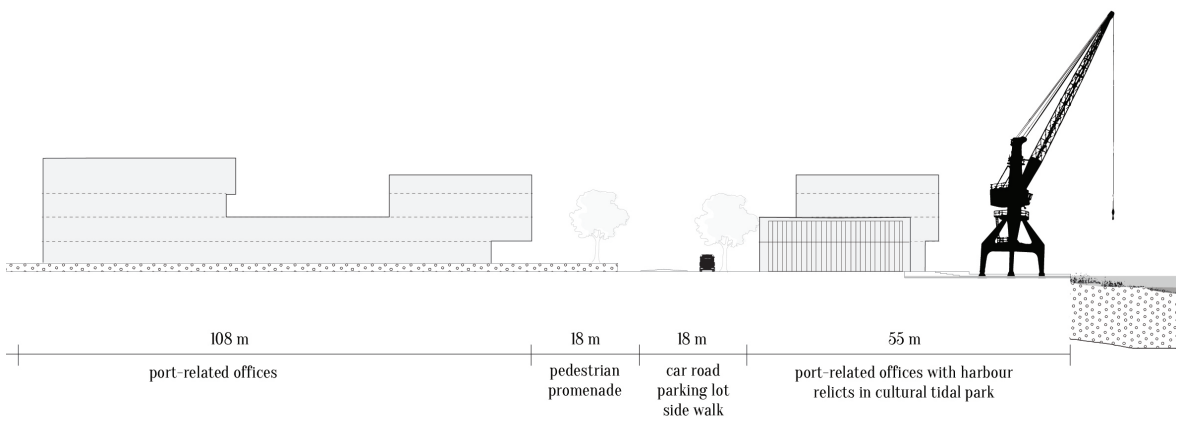 108 m
18 m
18 m
55 m
port-related offices
pedestrian
promenade
car road
parking lot
side walk
port-related offices with harbour
relicts in cultural tidal park